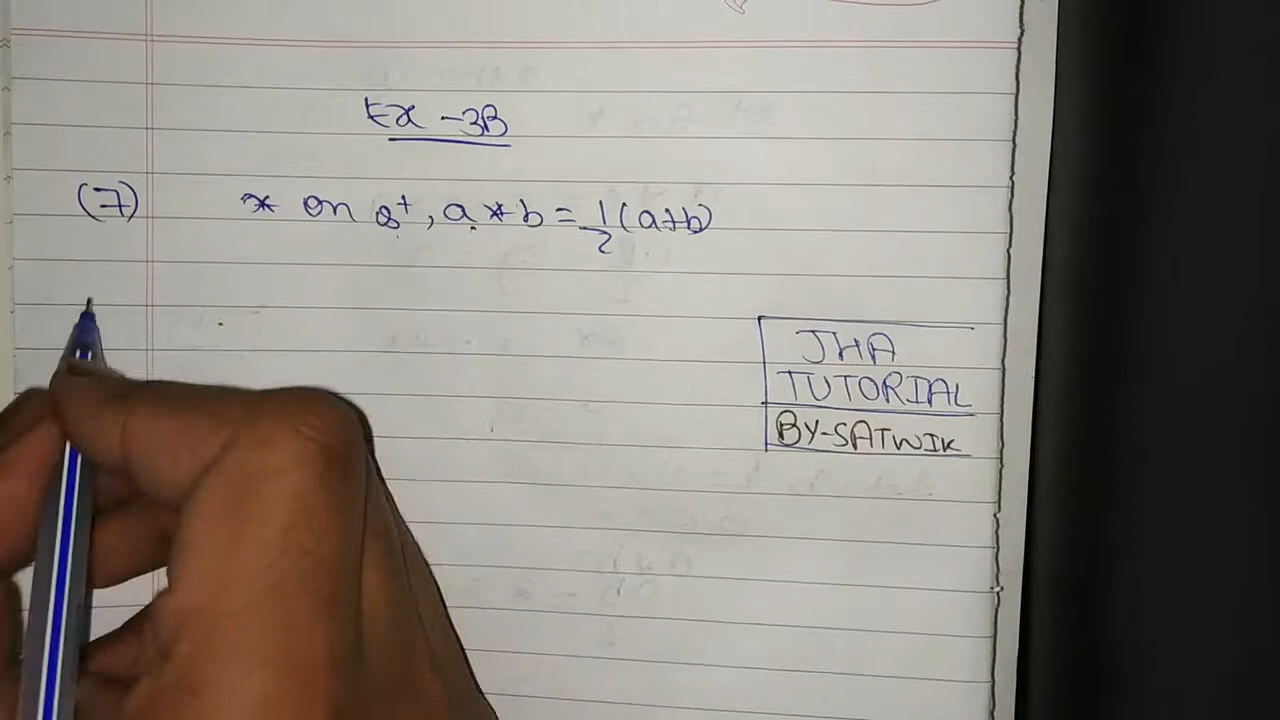 Ex - 3B
(7) * on Q⁺, a * b = 1/2 (a+b)
JHA
TUTORIAL
BY-SATWIK